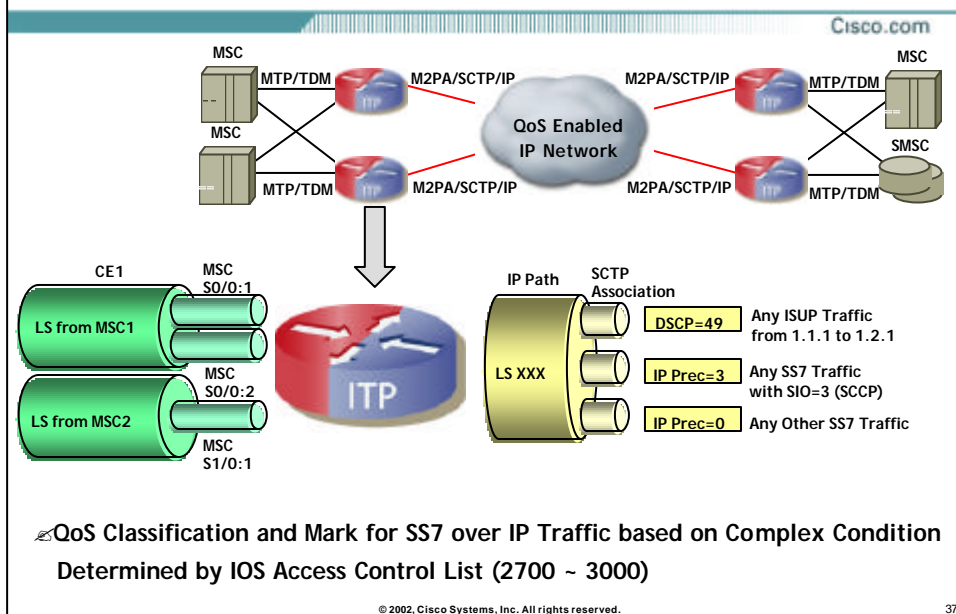 Cisco.com
MSC
MSC
MTP/TDM
M2PA/SCTP/IP
M2PA/SCTP/IP
MTP/TDM
ITP
MSC
QoS Enabled
IP Network
SMSC
MTP/TDM
ITP
M2PA/SCTP/IP
M2PA/SCTP/IP
MTP/TDM
CE1
MSC
S0/0:1
IP Path
SCTP
Association
LS from MSC1
DSCP=49
Any ISUP Traffic
from 1.1.1 to 1.2.1
MSC
S0/0:2
ITP
LS XXX
IP Prec=3
Any SS7 Traffic
with SIO=3 (SCCP)
LS from MSC2
IP Prec=0
Any Other SS7 Traffic
MSC
S1/0:1
QoS Classification and Mark for SS7 over IP Traffic based on Complex Condition
Determined by IOS Access Control List (2700 ~ 3000)
© 2002, Cisco Systems, Inc. All rights reserved.
37